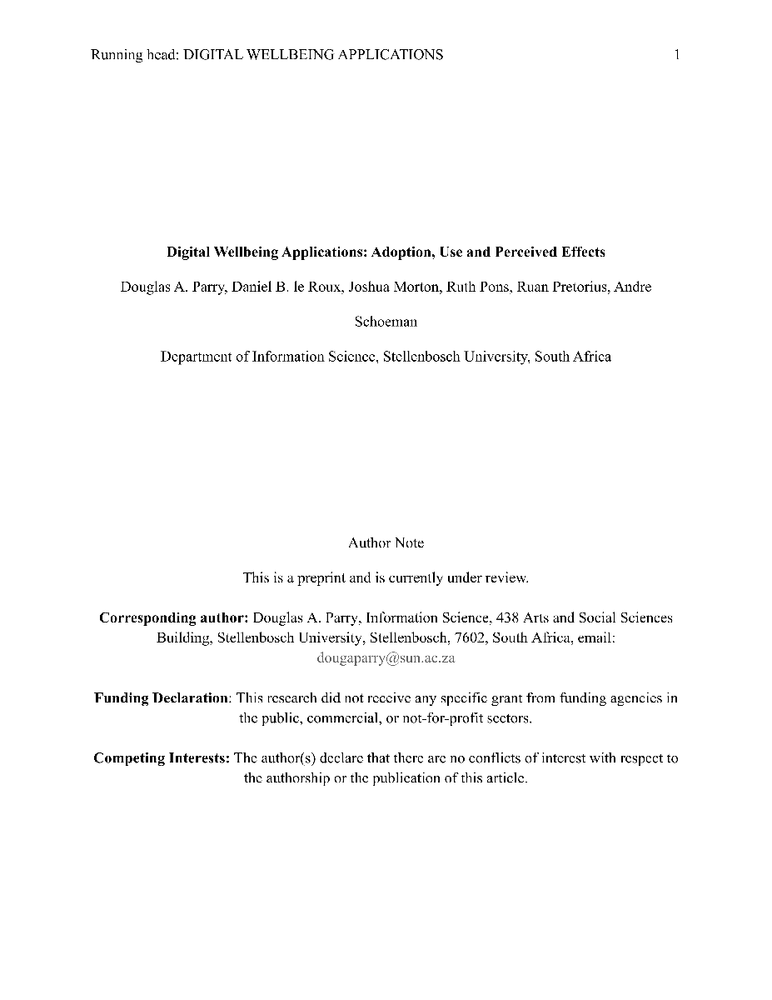 Running head: DIGITAL WELLBEING APPLICATIONS 1
Digital Wellbeing Applications: Adoption, Use and Perceived Effects
Douglas A. Parry, Daniel B. le Roux, Joshua Morton, Ruth Pons, Ruan Pretorius, Andre
Schoeman
Department of Information Science, Stellenbosch University, South Africa
Author Note
This is a preprint and is currently under review.
Corresponding author: Douglas A. Parry, Information Science, 438 Arts and Social Sciences
Building, Stellenbosch University, Stellenbosch, 7602, South Africa, email:
dougaparry@sun.ac.za
Funding Declaration: This research did not receive any specific grant from funding agencies in
the public, commercial, or not-for-profit sectors.
Competing Interests: The author(s) declare that there are no conflicts of interest with respect to
the authorship or the publication of this article.